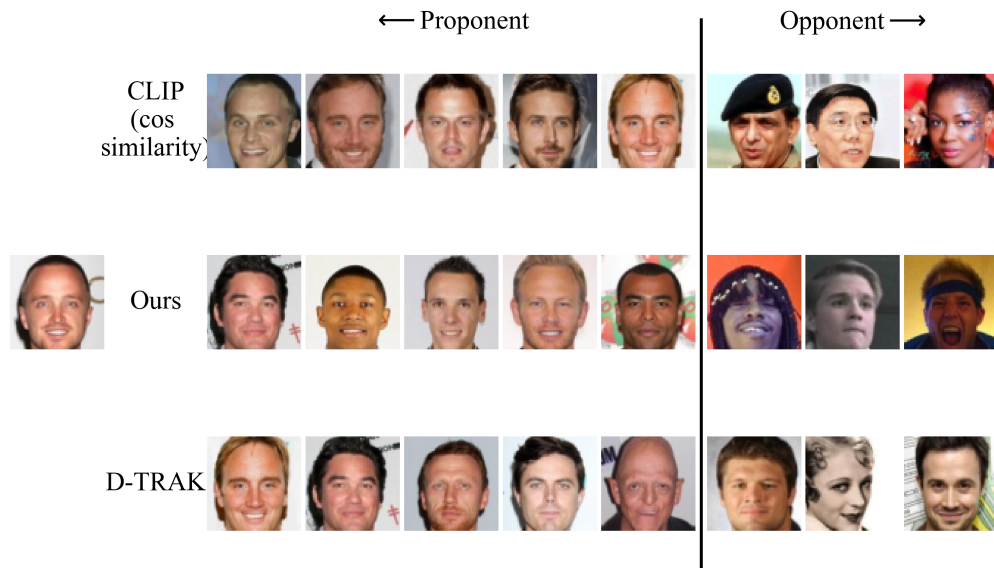 ← Proponent
Opponent →
CLIP
(cos
similarity)
Ours
D-TRAK